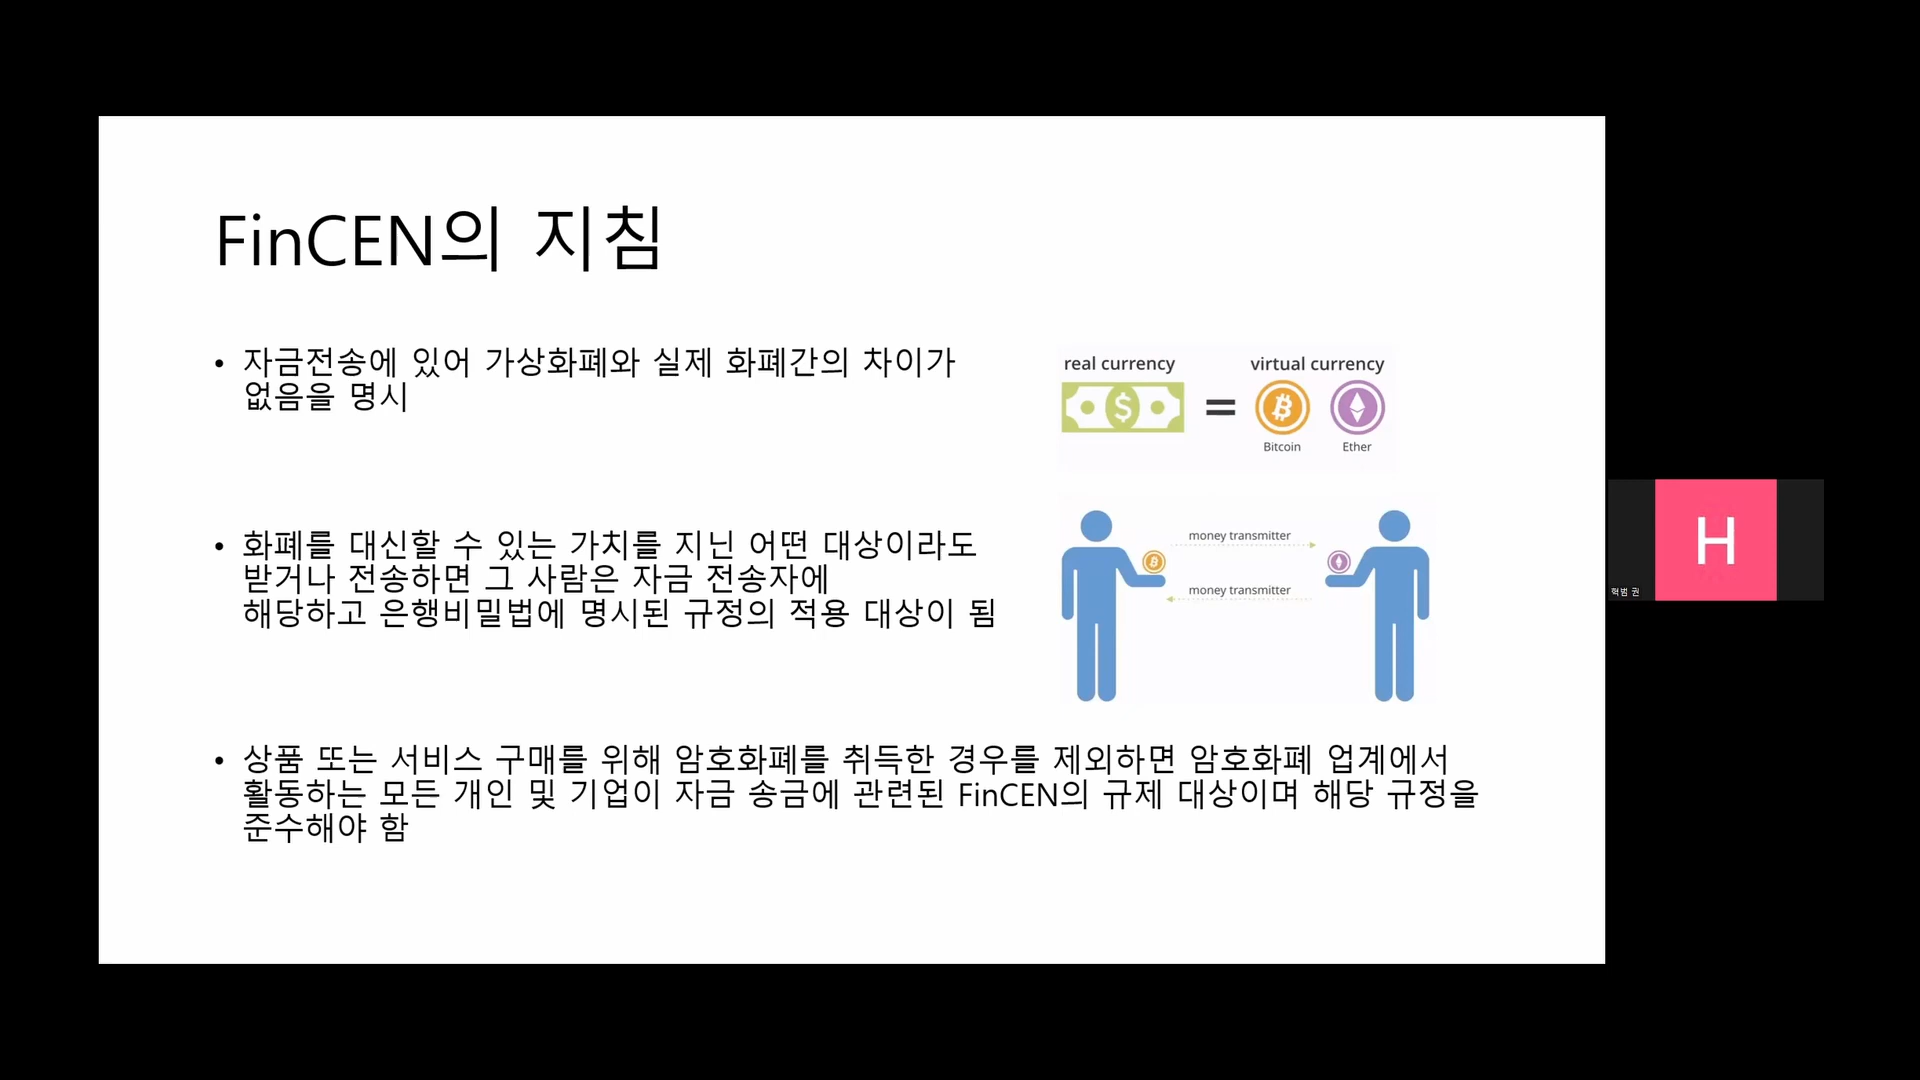 FinCEN의 지침
• 자금전송에 있어 가상화폐와 실제 화폐간의 차이가
없음을 명시
real currency
virtual currency
$
=
Bitcoin
Ether
• 화폐를 대신할 수 있는 가치를 지닌 어떤 대상이라도
받거나 전송하면 그 사람은 자금 전송자에
해당하고 은행비밀법에 명시된 규정의 적용 대상이 됨
money transmitter
money transmitter
• 상품 또는 서비스 구매를 위해 암호화폐를 취득한 경우를 제외하면 암호화폐 업계에서
활동하는 모든 개인 및 기업이 자금 송금에 관련된 FinCEN의 규제 대상이며 해당 규정을
준수해야 함
H
혁범 권